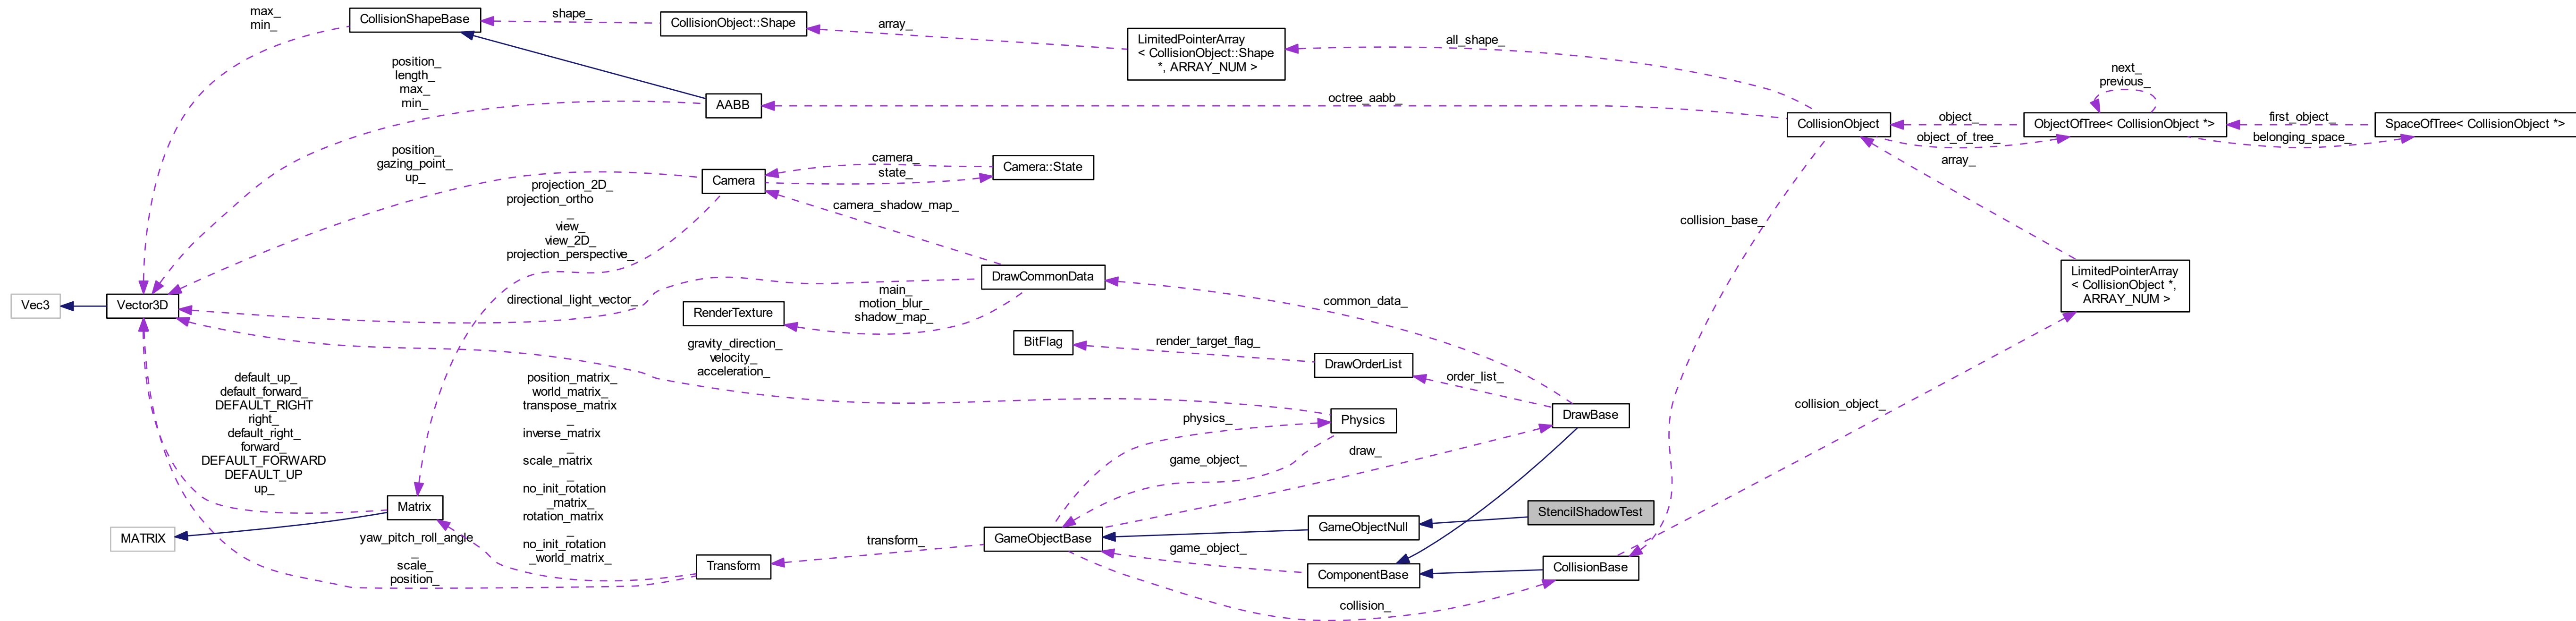 max_
min_
CollisionShapeBase
shape_
CollisionObject::Shape
array_
LimitedPointerArray
< CollisionObject::Shape
*, ARRAY_NUM >
all_shape_
position_
length_
max_
min_
AABB
octree_aabb_
CollisionObject
object_
object_of_tree_
next_
previous_
ObjectOfTree< CollisionObject *>
first_object_
belonging_space_
SpaceOfTree< CollisionObject *>
position_
gazing_point_
up_
Camera
camera_
state_
Camera::State
array_
projection_2D_
projection_ortho
_
view_
view_2D_
projection_perspective_
camera_shadow_map_
collision_base_
DrawCommonData
LimitedPointerArray
< CollisionObject *,
ARRAY_NUM >
Vec3
Vector3D
directional_light_vector_
RenderTexture
main_
motion_blur_
shadow_map_
common_data_
BitFlag
render_target_flag_
DrawOrderList
order_list_
gravity_direction_
velocity_
acceleration_
default_up_
default_forward_
DEFAULT_RIGHT
right_
default_right_
forward_
DEFAULT_FORWARD
DEFAULT_UP
up_
position_matrix_
world_matrix_
transpose_matrix
_
inverse_matrix
_
scale_matrix
_
no_init_rotation
_matrix_
rotation_matrix
_
no_init_rotation
_world_matrix_
physics_
Physics
game_object_
draw_
DrawBase
collision_object_
Matrix
MATRIX
yaw_pitch_roll_angle
_
scale_
position_
Transform
transform_
GameObjectBase
GameObjectNull
StencilShadowTest
game_object_
ComponentBase
CollisionBase
collision_